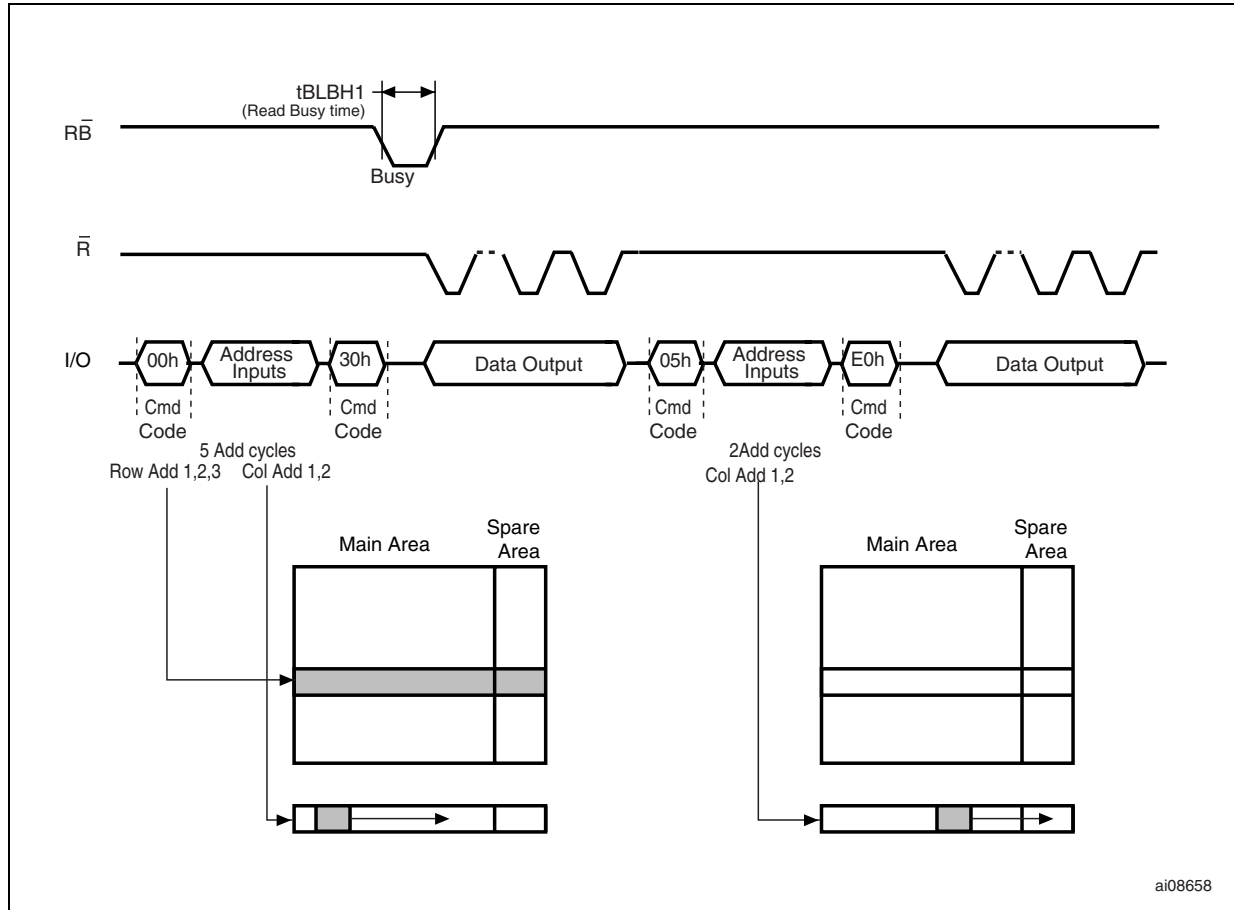 tBLBH1
(Read Busy time)
RB̅
Busy
R̅
I/O
00h
Address
Inputs
30h
Data Output
05h
Address
Inputs
E0h
Data Output
Cmd
Code
Cmd
Code
Cmd
Code
Cmd
Code
5 Add cycles
Row Add 1,2,3
Col Add 1,2
2Add cycles
Col Add 1,2
Main Area
Spare
Area
Main Area
Spare
Area
ai08658